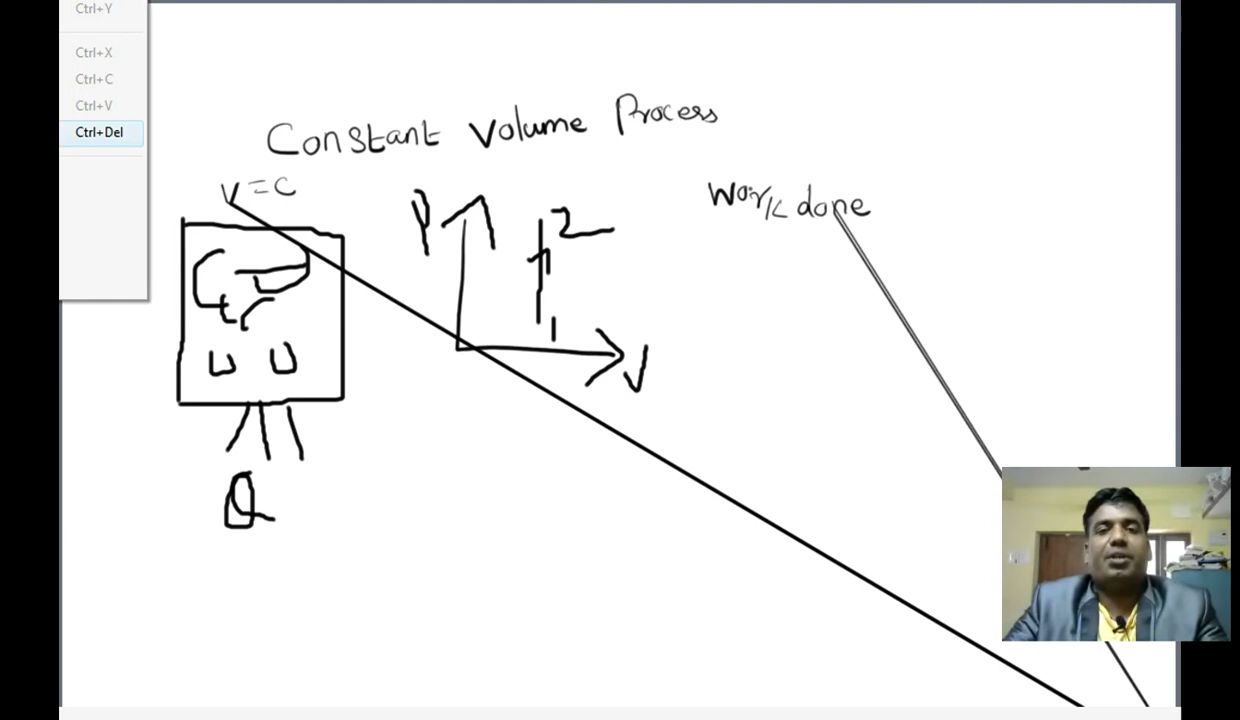 Ctrl+Y
Ctrl+X
Ctrl+C
Ctrl+V
Ctrl+Del
Constant Volume Process
V = C
Work done
P
2
1
V
Q